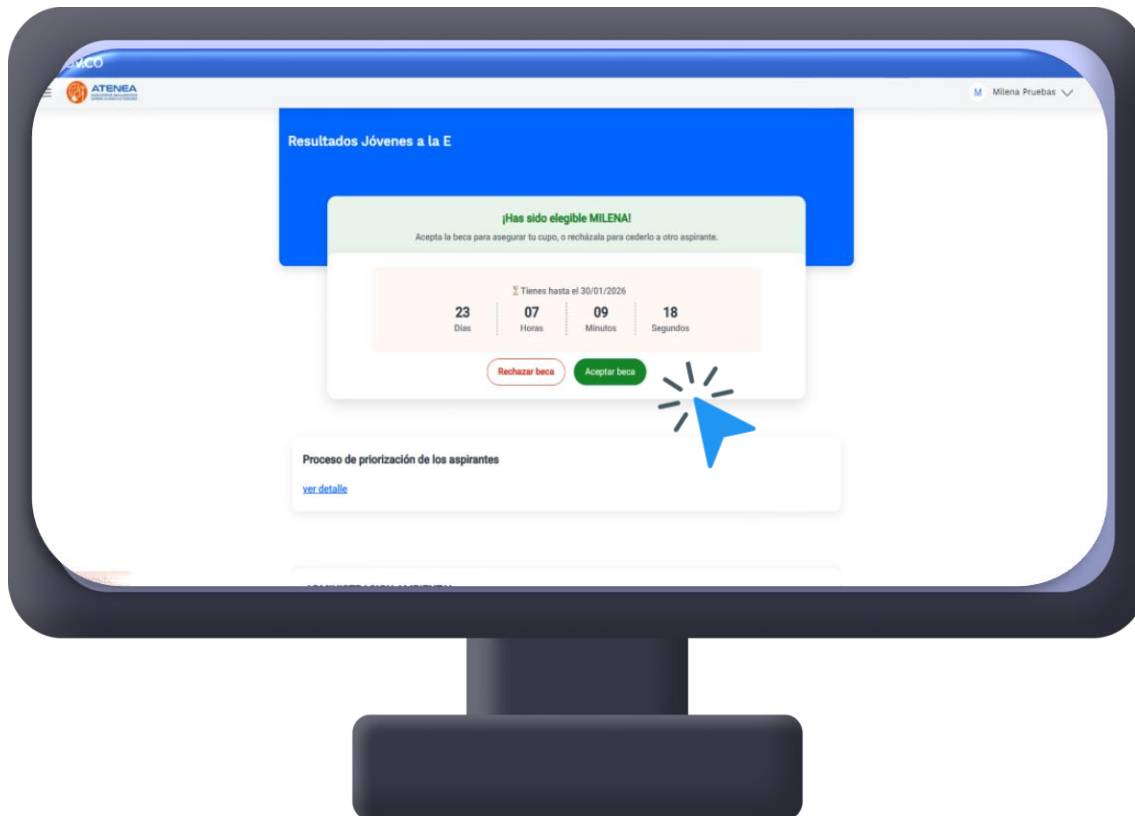 ATENEA
M Milena Pruebas
Resultados Jóvenes a la E
¡Has sido elegible MILENA!
Acepta la beca para asegurar tu cupo, o recházala para cederlo a otro aspirante.
Tienes hasta el 30/01/2026
23 07 09 18
Días Horas Minutos Segundos
Rechazar beca Aceptar beca
Proceso de priorización de los aspirantes
ver detalle